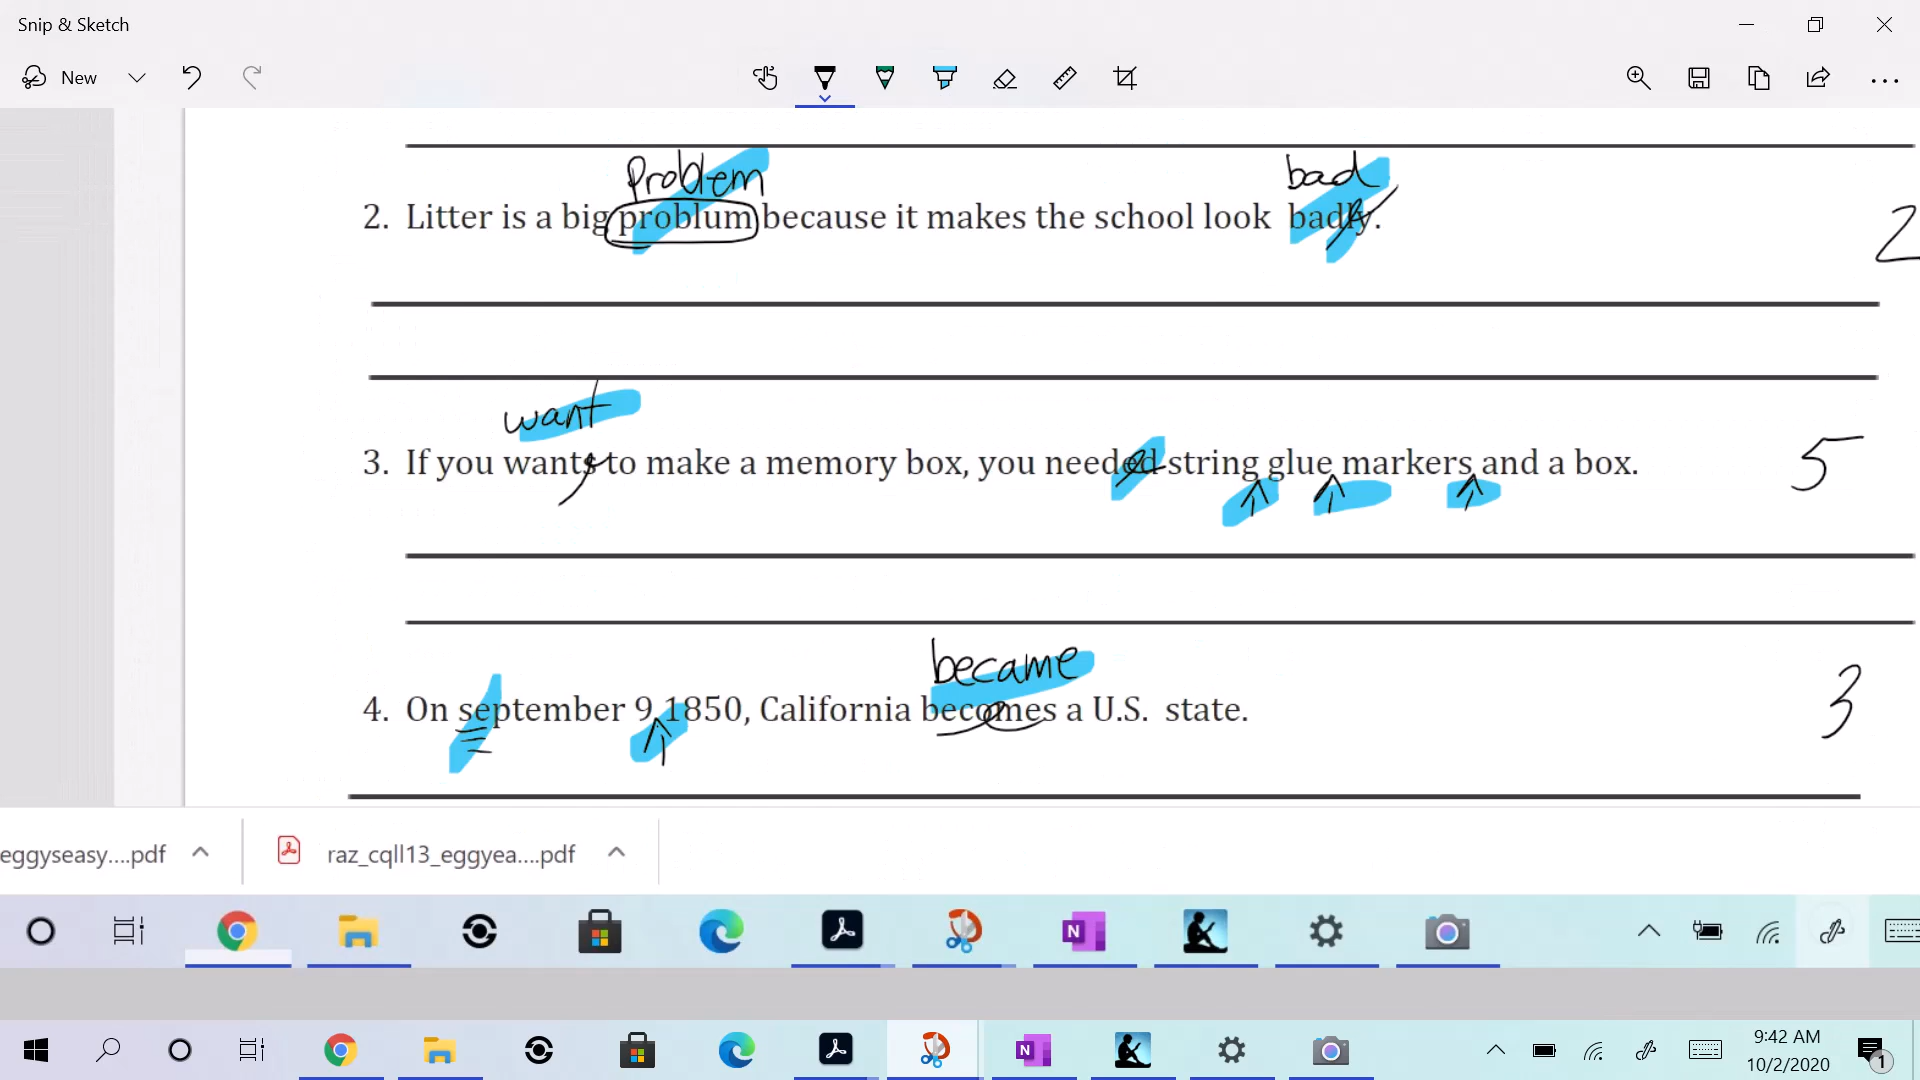 Snip & Sketch
New
Problem bad
2. Litter is a big problum because it makes the school look badly. 2
want
3. If you wants to make a memory box, you needed string glue markers and a box. 5
became
4. On september 9 1850, California becomes a U.S. state. 3
eggyseasy....pdf raz_cqll13_eggyea....pdf
N
9:42 AM
N
10/2/2020 1